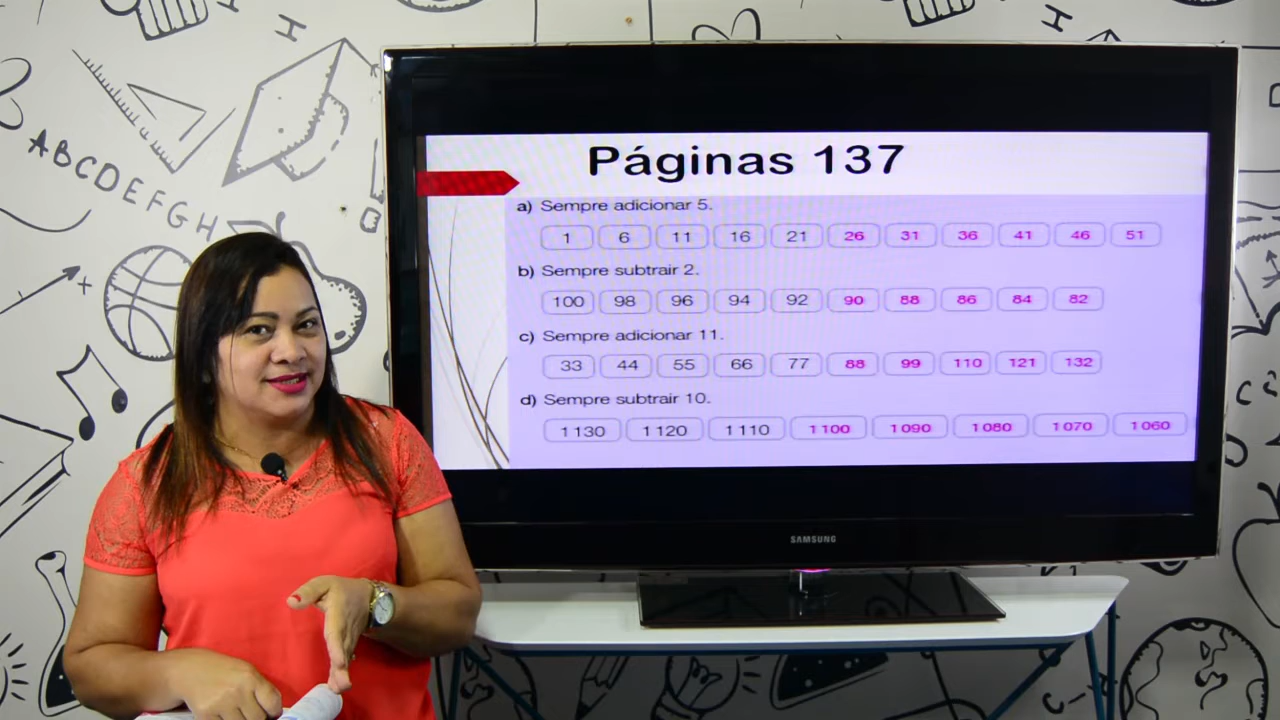 ABCDEFGH
Páginas 137
a) Sempre adicionar 5.
1 6 11 16 21 26 31 36 41 46 51
b) Sempre subtrair 2.
100 98 96 94 92 90 88 86 84 82
c) Sempre adicionar 11.
33 44 55 66 77 88 99 110 121 132
d) Sempre subtrair 10.
1 130 1 120 1 110 1 100 1 090 1 080 1 070 1 060
SAMSUNG